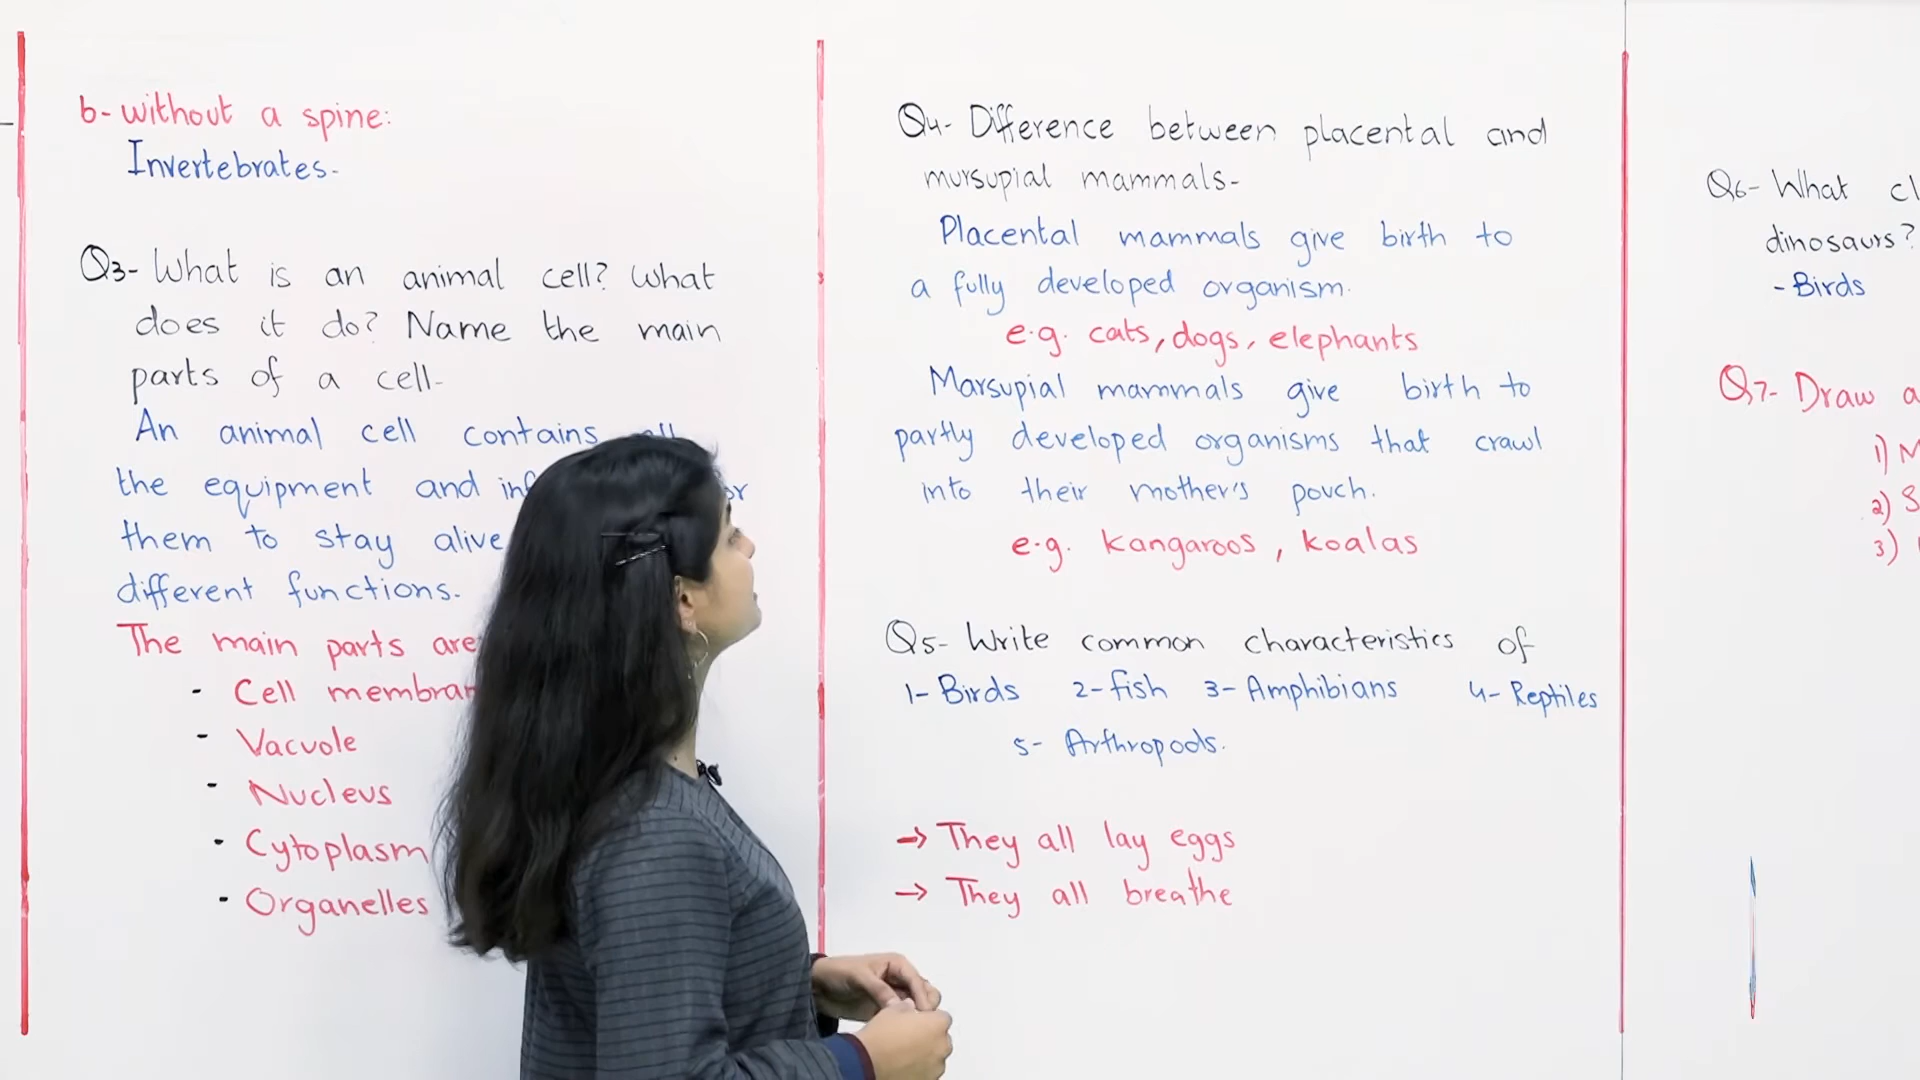 b- without a spine:
Invertebrates-
Q3- What is an animal cell? What
does it do? Name the main
parts of a cell-
An animal cell contains
the equipment and
them to stay alive
different functions.
The main parts are
- Cell
- Vacuole
- Nucleus
- Cytoplasm
- Organelles
Q4- Difference between placental and
mursupial mammals-
Placental mammals give birth to
a fully developed organism.
e.g. cats, dogs, elephants
Marsupial mammals give birth to
partly developed organisms that crawl
into their mother's pouch.
e.g. kangaroos, koalas
Q5- Write common characteristics of
1- Birds 2- fish 3- Amphibians 4- Reptiles
5- Arthropods.
→ They all lay eggs
→ They all breathe
Q6- What
dinosaurs?
- Birds
Q7- Draw
1)
2)
3)